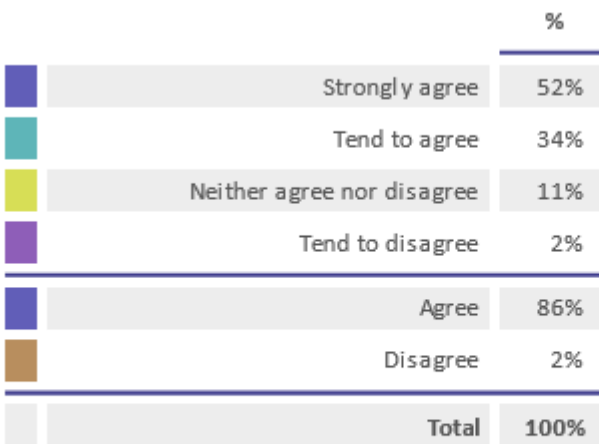 %
Strongly agree 52%
Tend to agree 34%
Neither agree nor disagree 11%
Tend to disagree 2%
Agree 86%
Disagree 2%
Total 100%